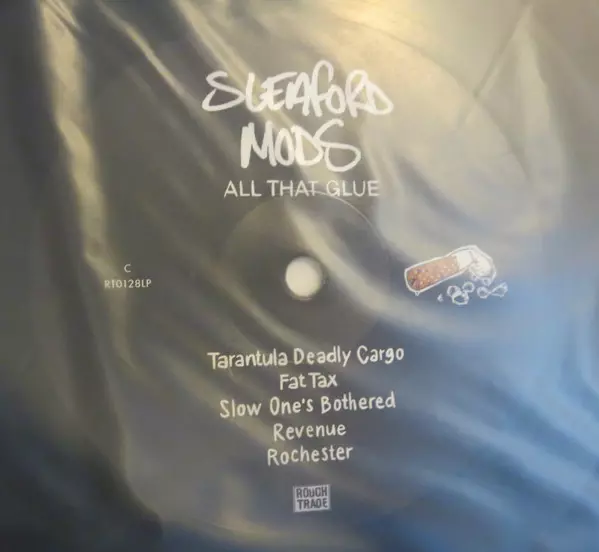 SLEAFORD
MODS
ALL THAT GLUE
C
RT0128LP
Tarantula Deadly Cargo
Fat Tax
Slow One's Bothered
Revenue
Rochester
ROUGH
TRADE